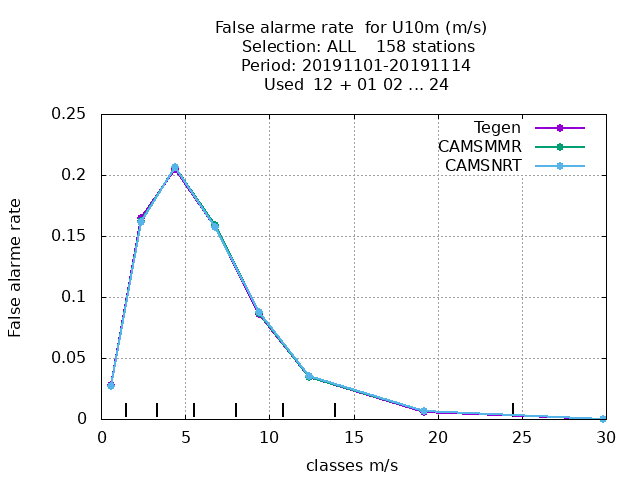 False alarme rate  for U10m (m/s)
Selection: ALL    158 stations
Period: 20191101-20191114
Used  12 + 01 02 ... 24
0.25
0.2
0.15
0.1
0.05
0
False alarme rate
Tegen
CAMSMMR
CAMSNRT
0 5 10 15 20 25 30
classes m/s